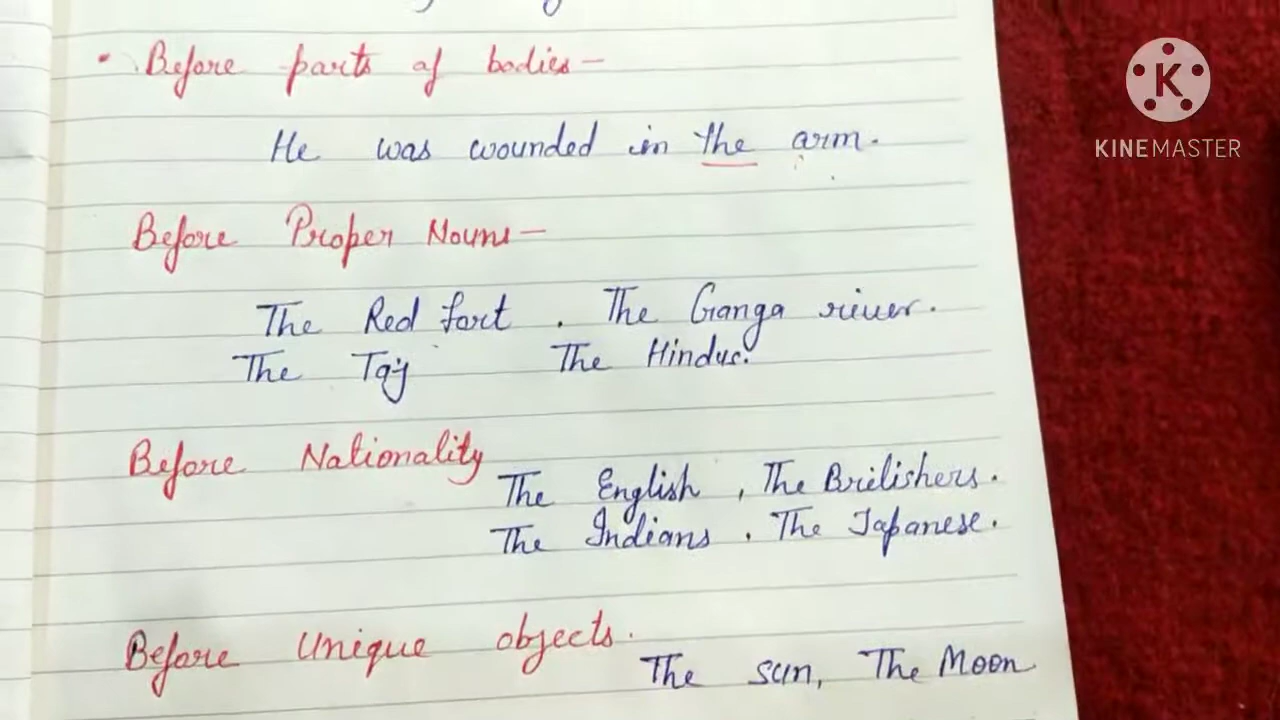 • Before parts of bodies –
K
KINEMASTER
He was wounded in the arm.
Before Proper Nouns –
The Red fort . The Ganga river.
The Taj The Hindus.
Before Nationality
The English , The Britishers.
The Indians . The Japanese.
Before Unique objects.
The sun, The Moon